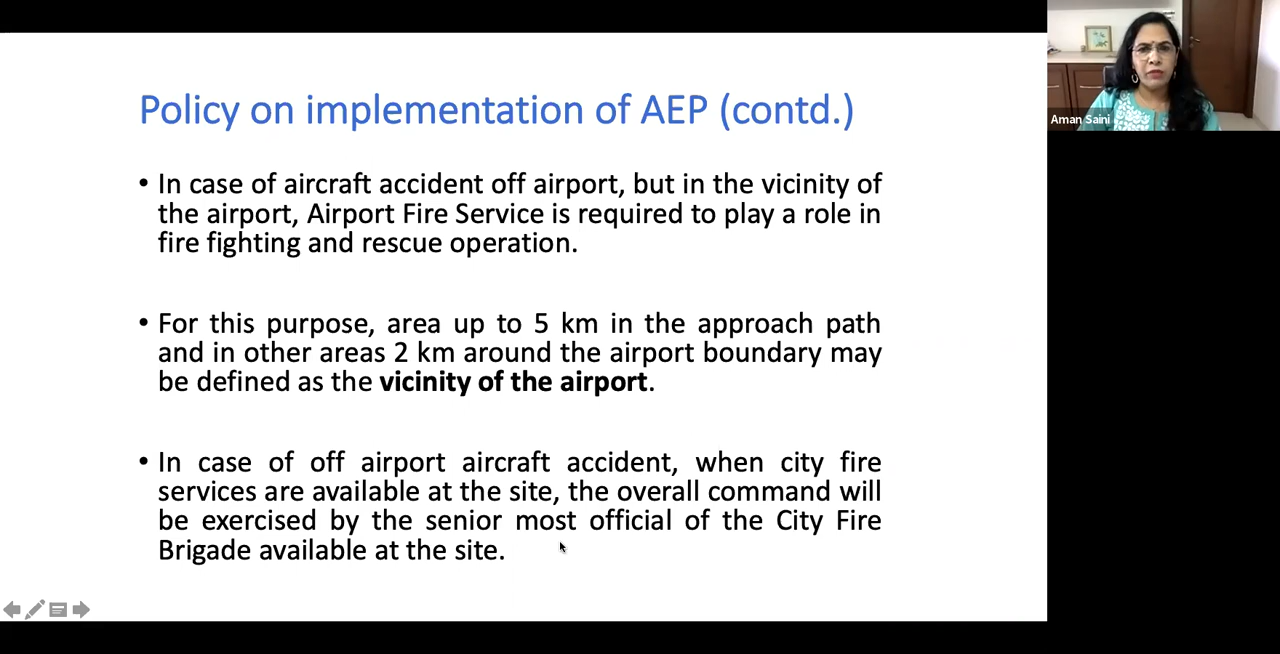 Policy on implementation of AEP (contd.)
• In case of aircraft accident off airport, but in the vicinity of
the airport, Airport Fire Service is required to play a role in
fire fighting and rescue operation.
• For this purpose, area up to 5 km in the approach path
and in other areas 2 km around the airport boundary may
be defined as the vicinity of the airport.
• In case of off airport aircraft accident, when city fire
services are available at the site, the overall command will
be exercised by the senior most official of the City Fire
Brigade available at the site.
Aman Saini